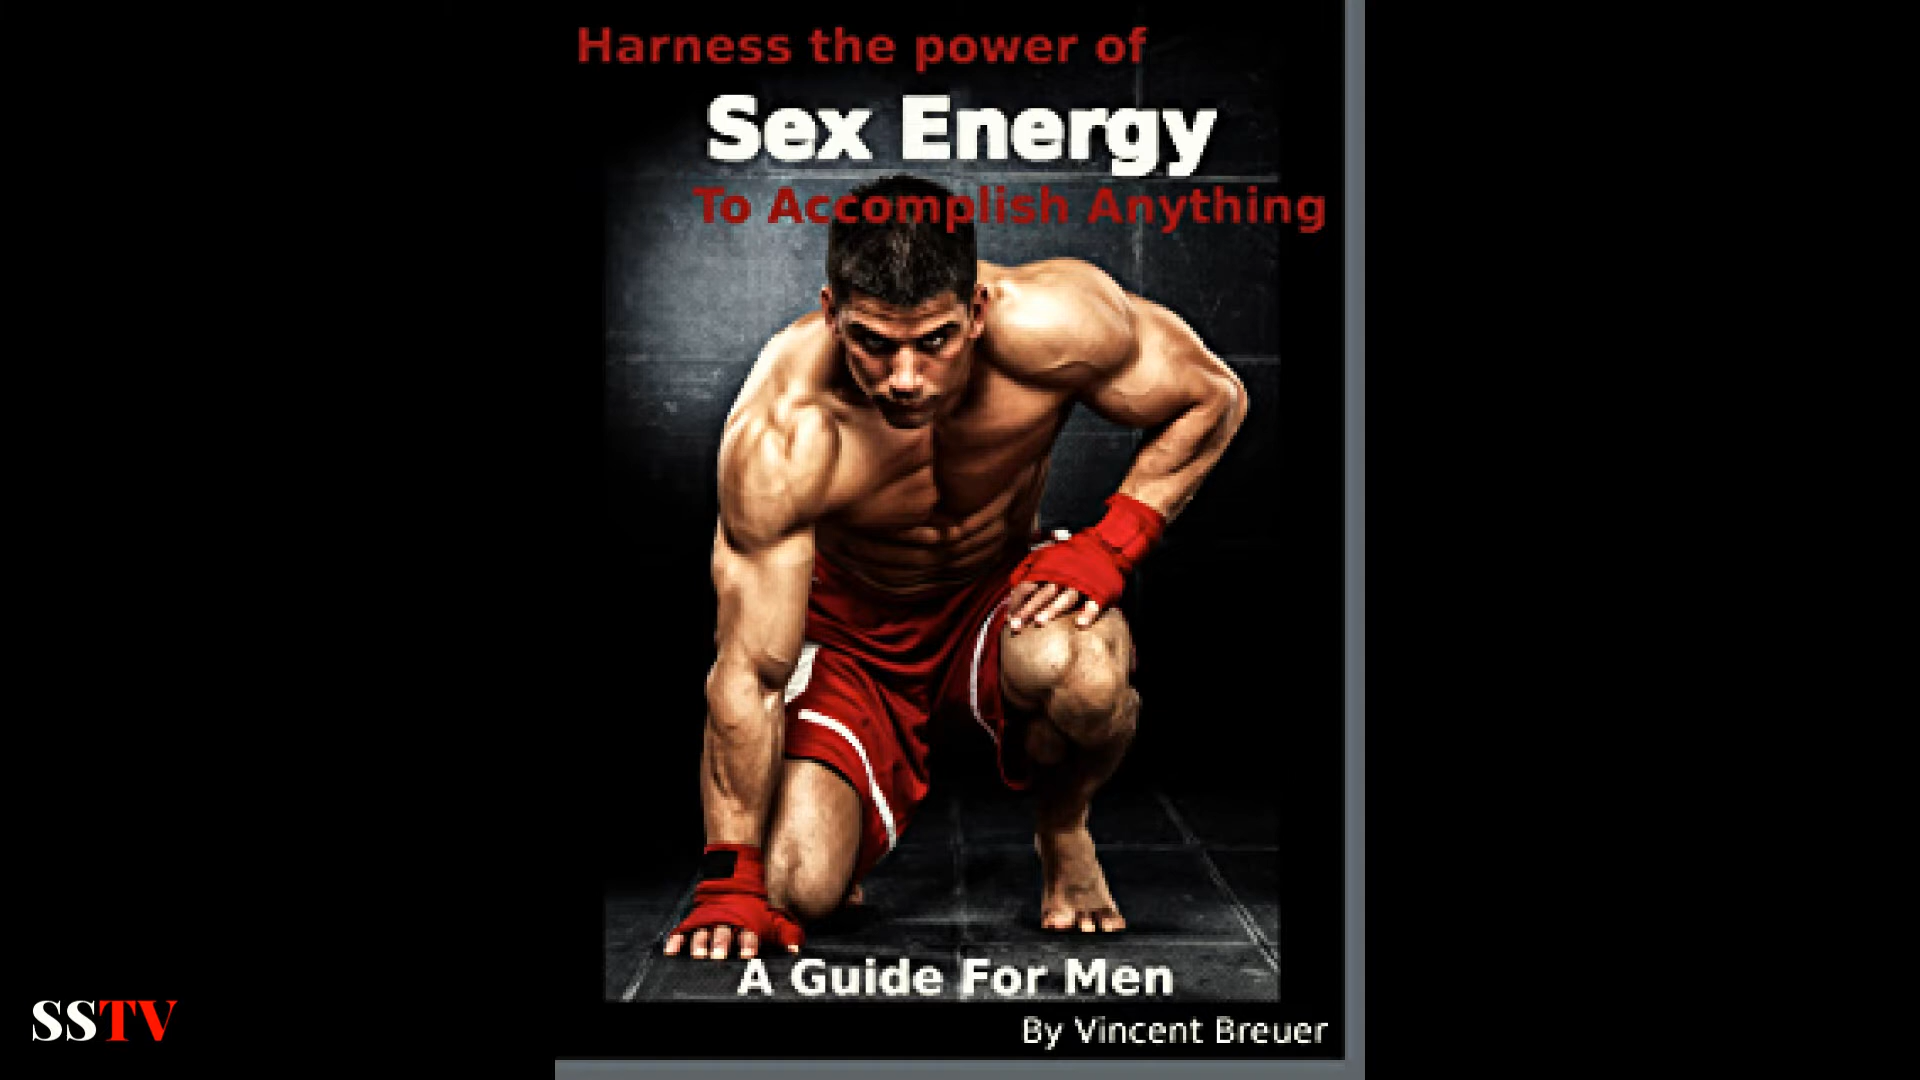 Harness the power of
Sex Energy
To Accomplish Anything
A Guide For Men
By Vincent Breuer
SSTV